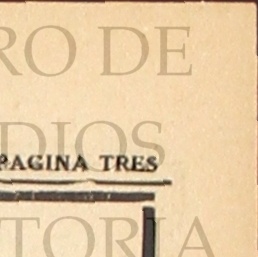 RO DE
DIOS
PAGINA TRES
TORIA